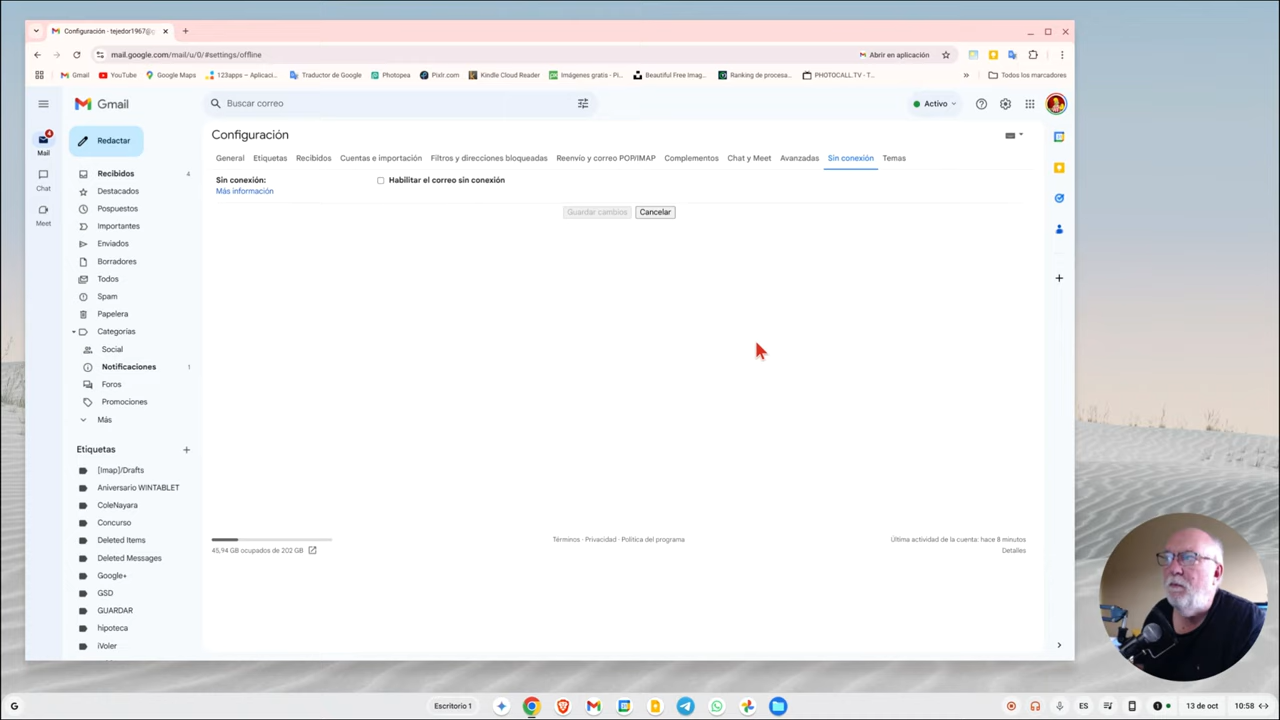 Configuración - tejedor1967@g
mail.google.com/mail/u/0/#settings/offline
Abrir en aplicación
Gmail
YouTube
Google Maps
123apps – Aplicaci...
Traductor de Google
Photopea
Pixlr.com
Kindle Cloud Reader
Imágenes gratis - Pi...
Beautiful Free Imag...
Ranking de procesa...
PHOTOCALL.TV - T...
Todos los marcadores
Gmail
Buscar correo
Activo
4
Mail
Chat
Meet
Redactar
Recibidos 4
Destacados
Pospuestos
Importantes
Enviados
Borradores
Todos
Spam
Papelera
Categorías
Social
Notificaciones 1
Foros
Promociones
Más
Etiquetas
[Imap]/Drafts
Aniversario WINTABLET
ColeNayara
Concurso
Deleted Items
Deleted Messages
Google+
GSD
GUARDAR
hipoteca
iVoler
Configuración
General Etiquetas Recibidos Cuentas e importación Filtros y direcciones bloqueadas Reenvío y correo POP/IMAP Complementos Chat y Meet Avanzadas Sin conexión Temas
Sin conexión: Habilitar el correo sin conexión
Más información
Guardar cambios Cancelar
45,94 GB ocupados de 202 GB
Términos · Privacidad · Política del programa
Última actividad de la cuenta: hace 8 minutos
Detalles
G
Escritorio 1
ES
1
13 de oct
10:58